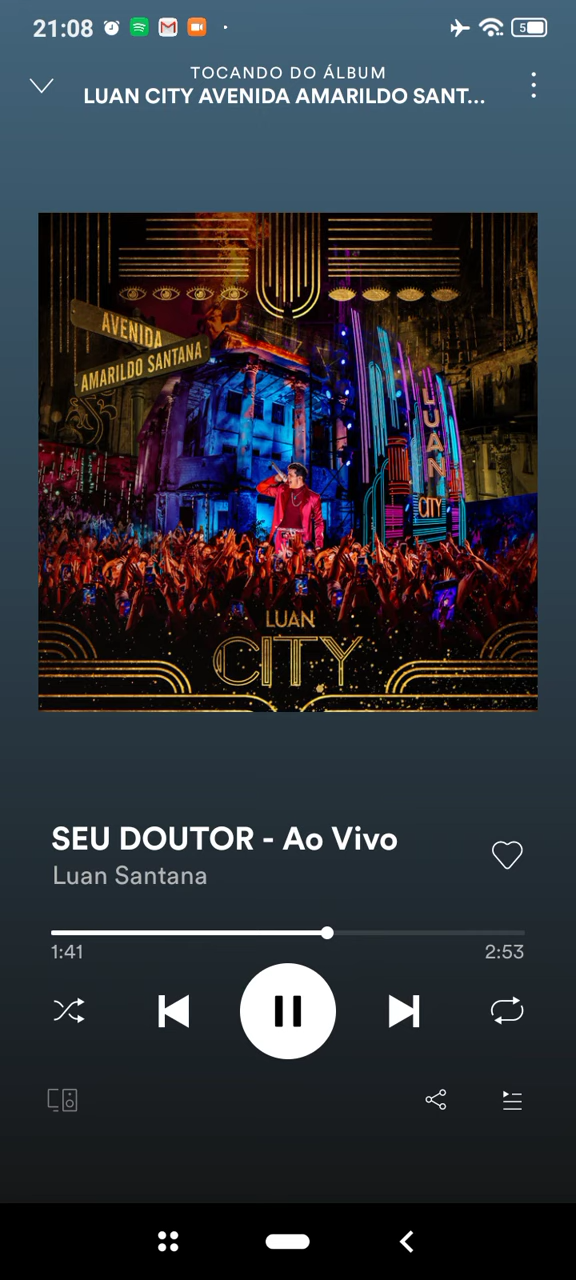 21:08
TOCANDO DO ÁLBUM
LUAN CITY AVENIDA AMARILDO SANT...
AVENIDA
AMARILDO SANTANA
LUAN
CITY
LUAN
CITY
SEU DOUTOR - Ao Vivo
Luan Santana
1:41
2:53